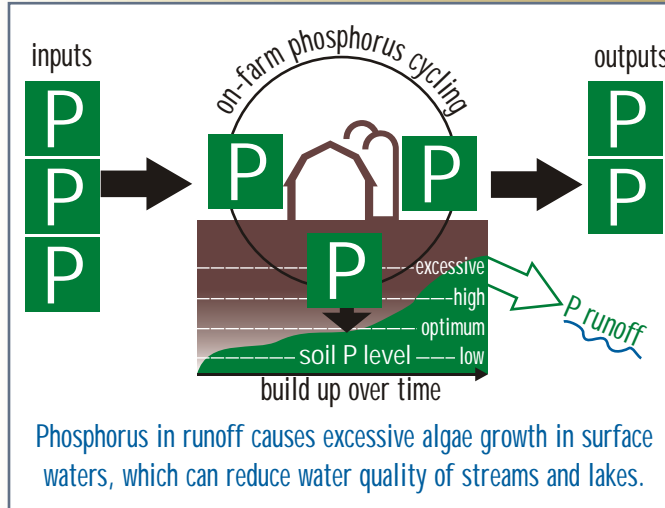 inputs
P
P
P
on-farm phosphorus cycling
P
P
P
outputs
P
P
excessive
high
optimum
soil P level
low
P runoff
build up over time
Phosphorus in runoff causes excessive algae growth in surface
waters, which can reduce water quality of streams and lakes.